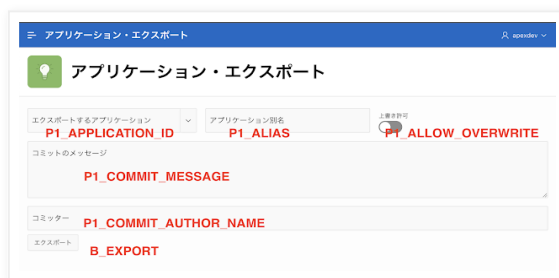 アプリケーション・エクスポート
apexdev
アプリケーション・エクスポート
エクスポートするアプリケーション
アプリケーション別名
上書き許可
P1_APPLICATION_ID
P1_ALIAS
P1_ALLOW_OVERWRITE
コミットのメッセージ
P1_COMMIT_MESSAGE
コミッター
P1_COMMIT_AUTHOR_NAME
エクスポート
B_EXPORT